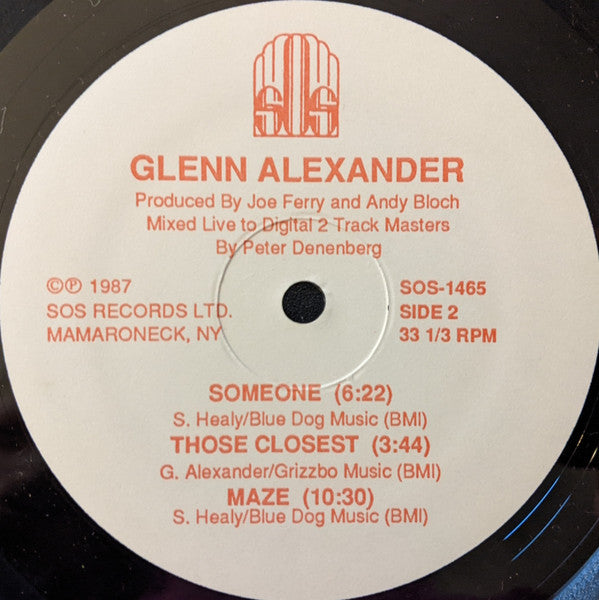 SOS
GLENN ALEXANDER
Produced By Joe Ferry and Andy Bloch
Mixed Live to Digital 2 Track Masters
By Peter Denenberg
©℗ 1987
SOS RECORDS LTD.
MAMARONECK, NY
SOS-1465
SIDE 2
33 1/3 RPM
SOMEONE (6:22)
S. Healy/Blue Dog Music (BMI)
THOSE CLOSEST (3:44)
G. Alexander/Grizzbo Music (BMI)
MAZE (10:30)
S. Healy/Blue Dog Music (BMI)